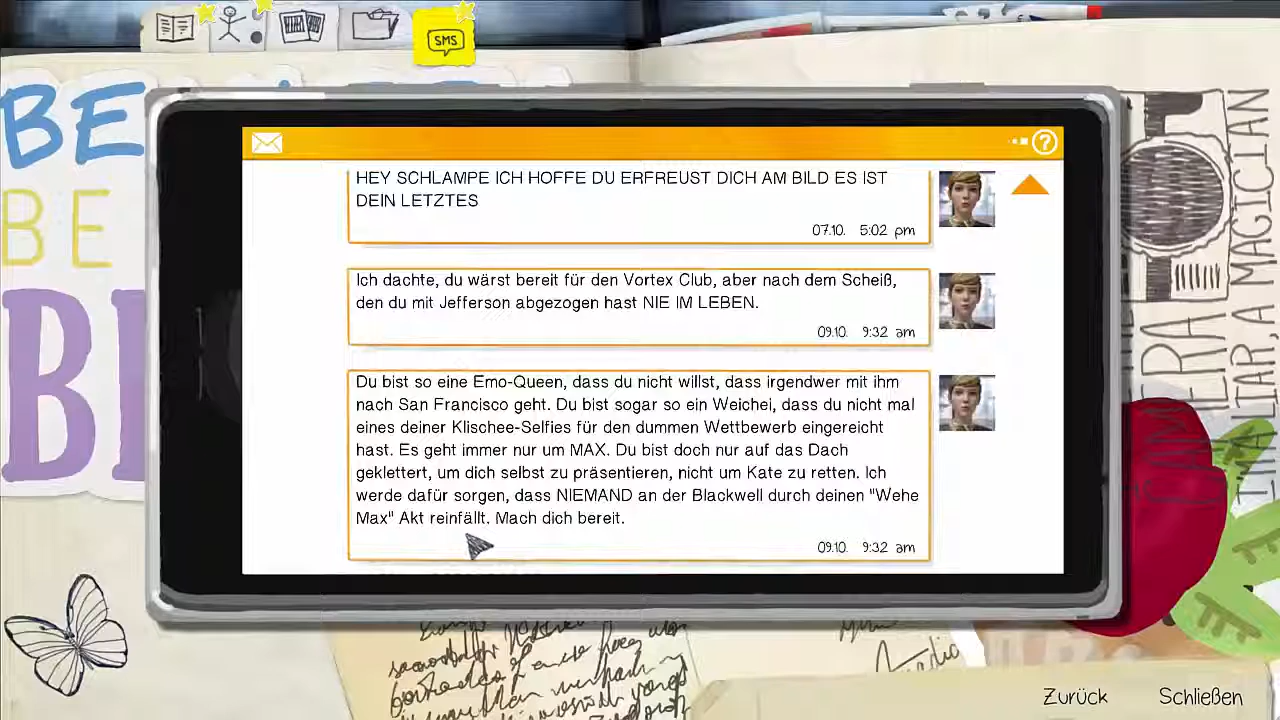 SMS
BE
BE
HEY SCHLAMPE ICH HOFFE DU ERFREUST DICH AM BILD ES IST
DEIN LETZTES
07.10. 5:02 pm
Ich dachte, du wärst bereit für den Vortex Club, aber nach dem Scheiß,
den du mit Jefferson abgezogen hast NIE IM LEBEN.
09.10. 9:32 am
Du bist so eine Emo-Queen, dass du nicht willst, dass irgendwer mit ihm
nach San Francisco geht. Du bist sogar so ein Weichei, dass du nicht mal
eines deiner Klischee-Selfies für den dummen Wettbewerb eingereicht
hast. Es geht immer nur um MAX. Du bist doch nur auf das Dach
geklettert, um dich selbst zu präsentieren, nicht um Kate zu retten. Ich
werde dafür sorgen, dass NIEMAND an der Blackwell durch deinen "Wehe
Max" Akt reinfällt. Mach dich bereit.
09.10. 9:32 am
A MAGICIAN
Zurück
Schließen